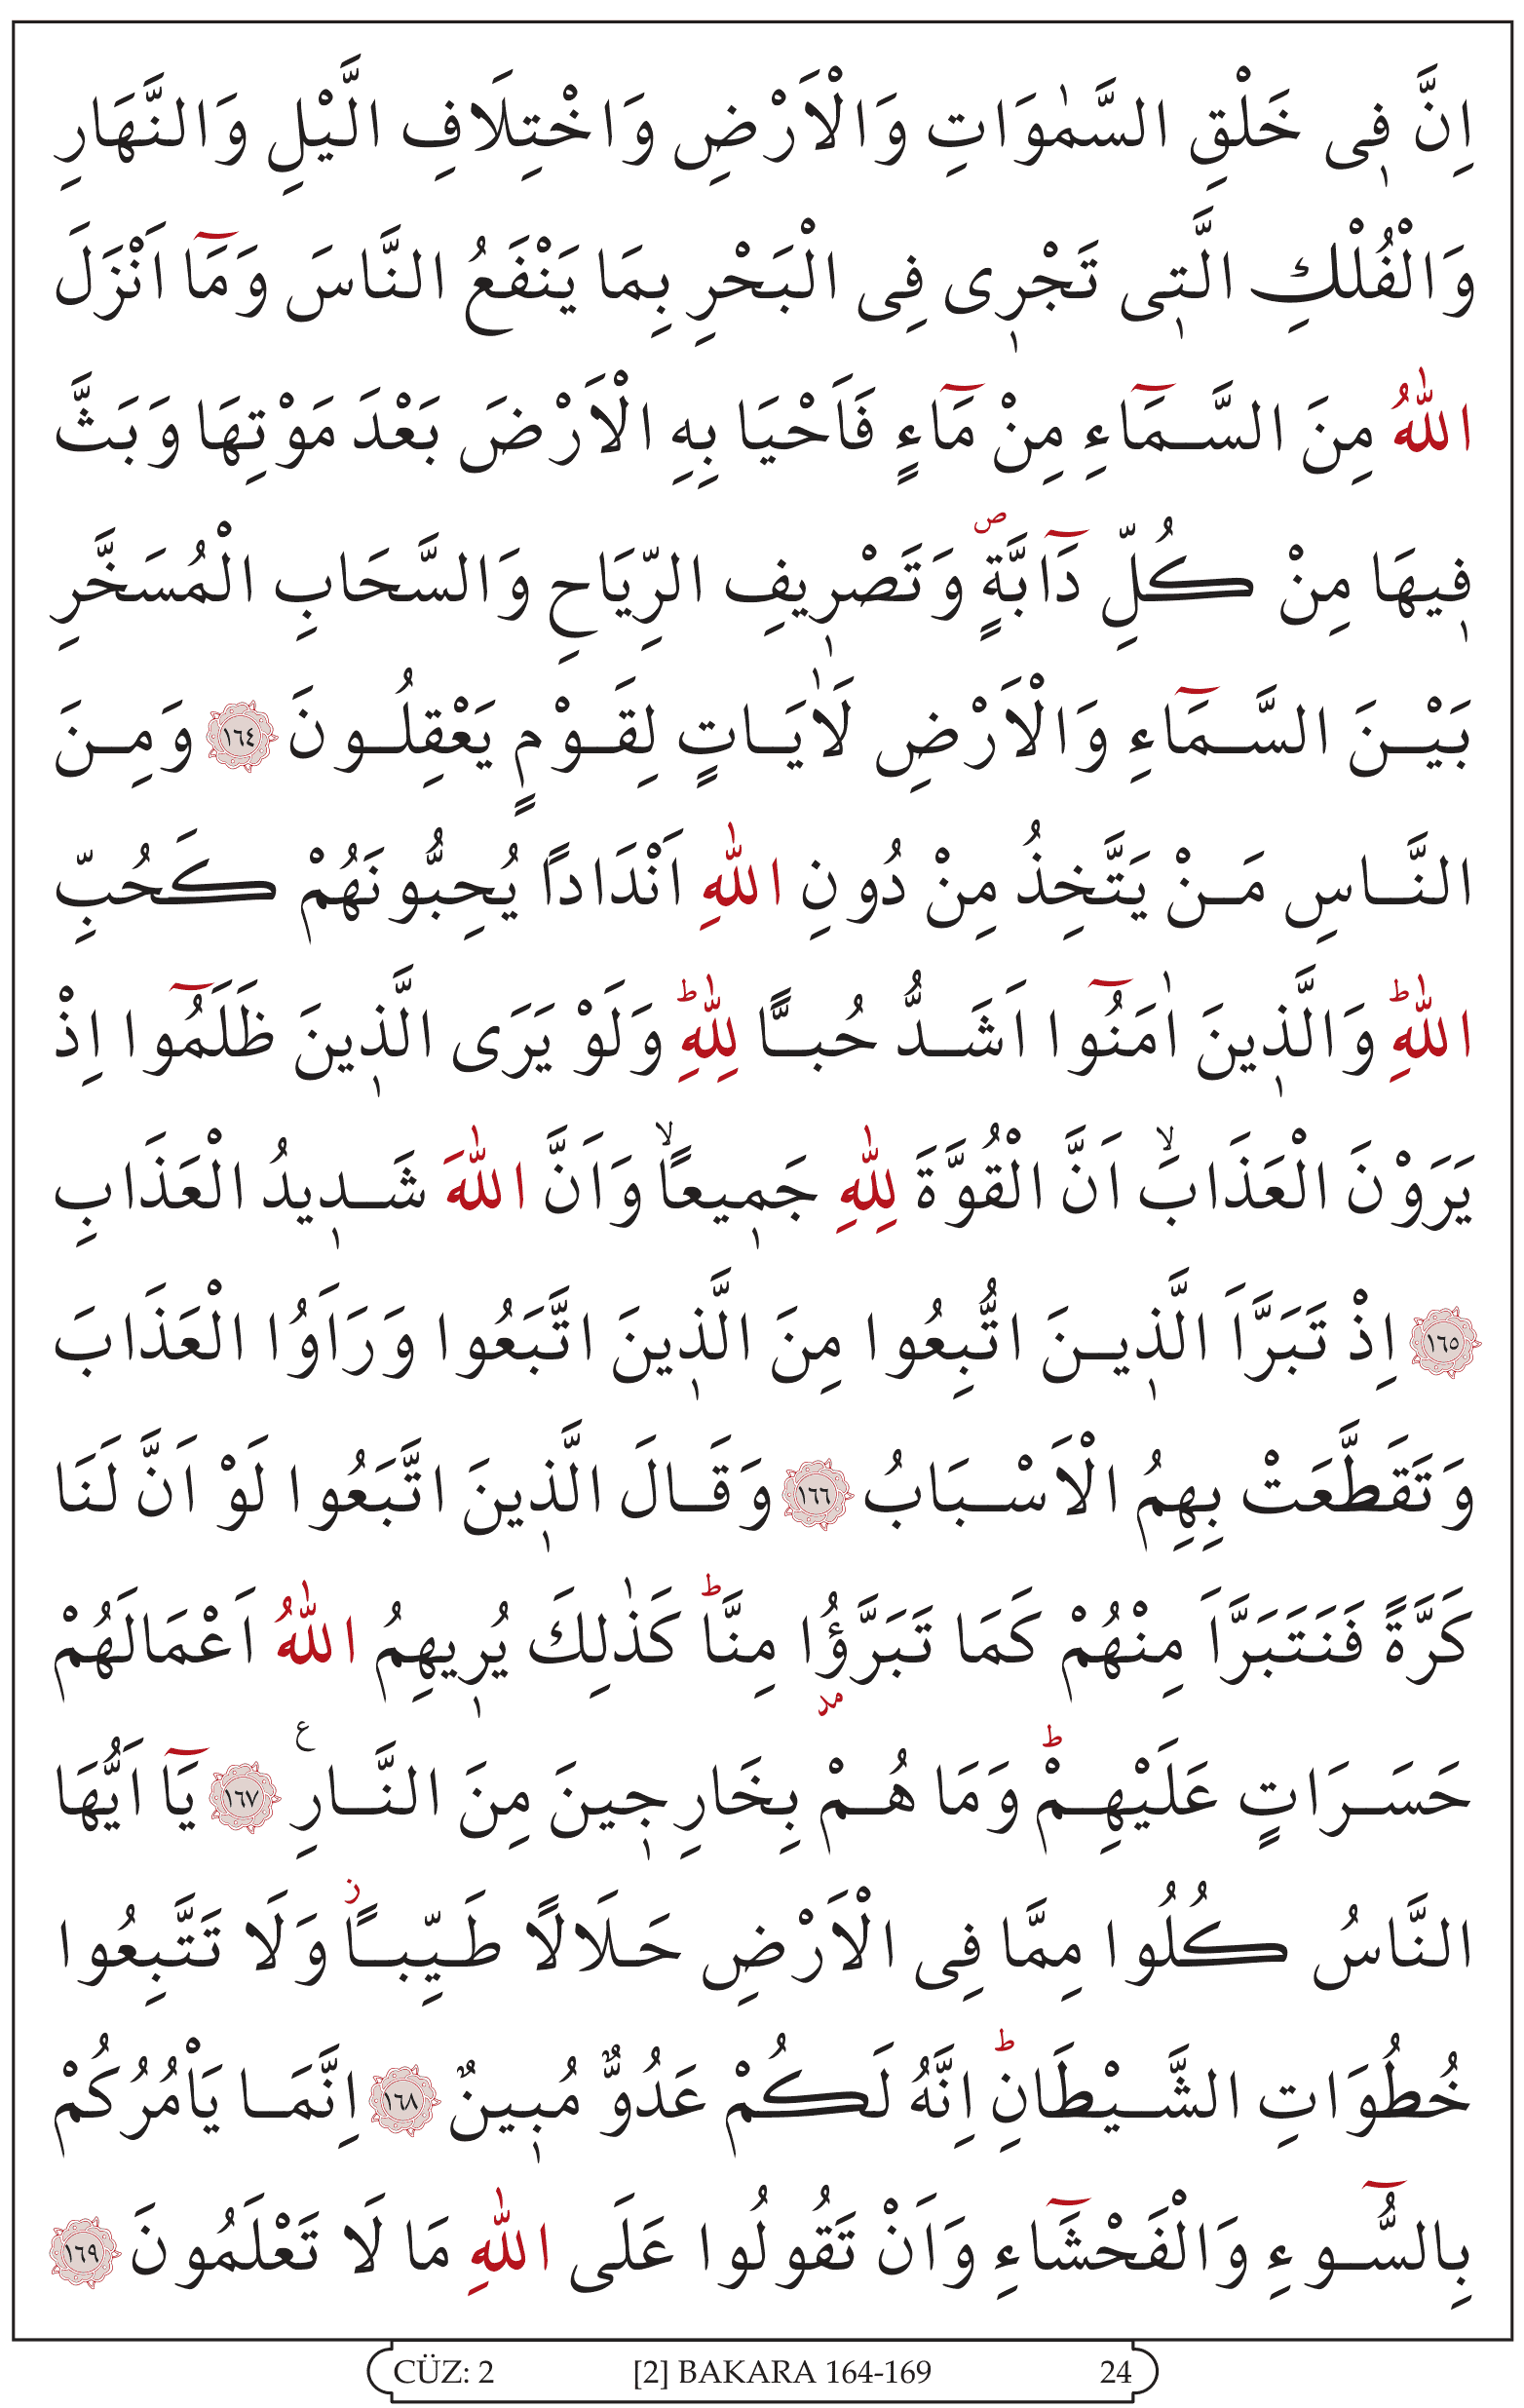 اِنَّ فٖى خَلْقِ السَّمٰوَاتِ وَالْاَرْضِ وَاخْتِلَافِ الَّيْلِ وَالنَّهَارِ
وَالْفُلْكِ الَّتٖى تَجْرٖى فِى الْبَحْرِ بِمَا يَنْفَعُ النَّاسَ وَمَٓا اَنْزَلَ
اللّٰهُ مِنَ السَّمَٓاءِ مِنْ مَٓاءٍ فَاَحْيَا بِهِ الْاَرْضَ بَعْدَ مَوْتِهَا وَبَثَّ
فٖيهَا مِنْ كُلِّ دَٓابَّةٍࣕ وَتَصْرٖيفِ الرِّيَاحِ وَالسَّحَابِ الْمُسَخَّرِ
بَيْنَ السَّمَٓاءِ وَالْاَرْضِ لَاٰيَاتٍ لِقَوْمٍ يَعْقِلُونَ ﴿١٦٤﴾ وَمِنَ
النَّاسِ مَنْ يَتَّخِذُ مِنْ دُونِ اللّٰهِ اَنْدَادًا يُحِبُّونَهُمْ كَحُبِّ
اللّٰهِؕ وَالَّذٖينَ اٰمَنُٓوا اَشَدُّ حُبًّا لِلّٰهِؕ وَلَوْ يَرَى الَّذٖينَ ظَلَمُٓوا اِذْ
يَرَوْنَ الْعَذَابَۙ اَنَّ الْقُوَّةَ لِلّٰهِ جَمٖيعًاۙ وَاَنَّ اللّٰهَ شَدٖيدُ الْعَذَابِ
﴿١٦٥﴾ اِذْ تَبَرَّاَ الَّذٖينَ اتُّبِعُوا مِنَ الَّذٖينَ اتَّبَعُوا وَرَاَوُا الْعَذَابَ
وَتَقَطَّعَتْ بِهِمُ الْاَسْبَابُ ﴿١٦٦﴾ وَقَالَ الَّذٖينَ اتَّبَعُوا لَوْ اَنَّ لَنَا
كَرَّةً فَنَتَبَرَّاَ مِنْهُمْ كَمَا تَبَرَّؤُ۫ا مِنَّاؕ كَذٰلِكَ يُرٖيهِمُ اللّٰهُ اَعْمَالَهُمْ
مد
حَسَرَاتٍ عَلَيْهِمْؕ وَمَا هُمْ بِخَارِجٖينَ مِنَ النَّارِ ع ﴿١٦٧﴾ يَٓا اَيُّهَا
النَّاسُ كُلُوا مِمَّا فِى الْاَرْضِ حَلَالًا طَيِّبًاؗ وَلَا تَتَّبِعُوا
خُطُوَاتِ الشَّيْطَانِؕ اِنَّهُ لَكُمْ عَدُوٌّ مُبٖينٌ ﴿١٦٨﴾ اِنَّمَا يَاْمُرُكُمْ
بِالسُّٓوءِ وَالْفَحْشَٓاءِ وَاَنْ تَقُولُوا عَلَى اللّٰهِ مَا لَا تَعْلَمُونَ ﴿١٦٩﴾
CÜZ: 2 [2] BAKARA 164-169 24